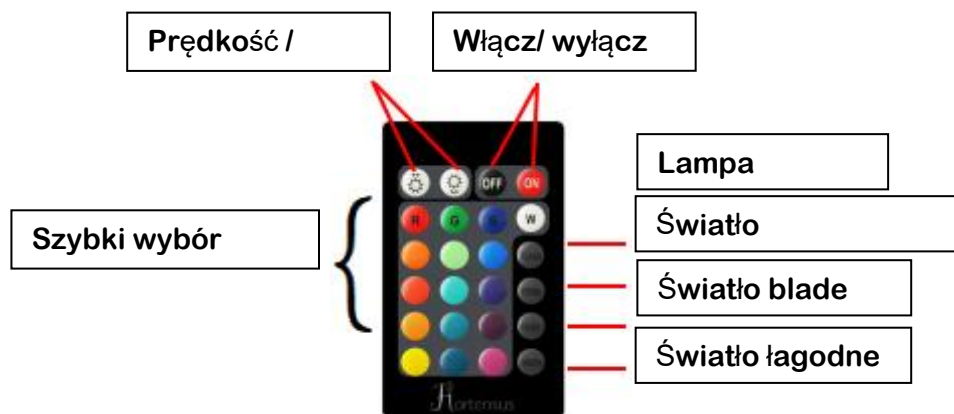 Prędkość /
Włącz/ wyłącz
Lampa
Szybki wybór
Światło
Światło blade
Światło łagodne
OFF ON
R G W
Hortensus